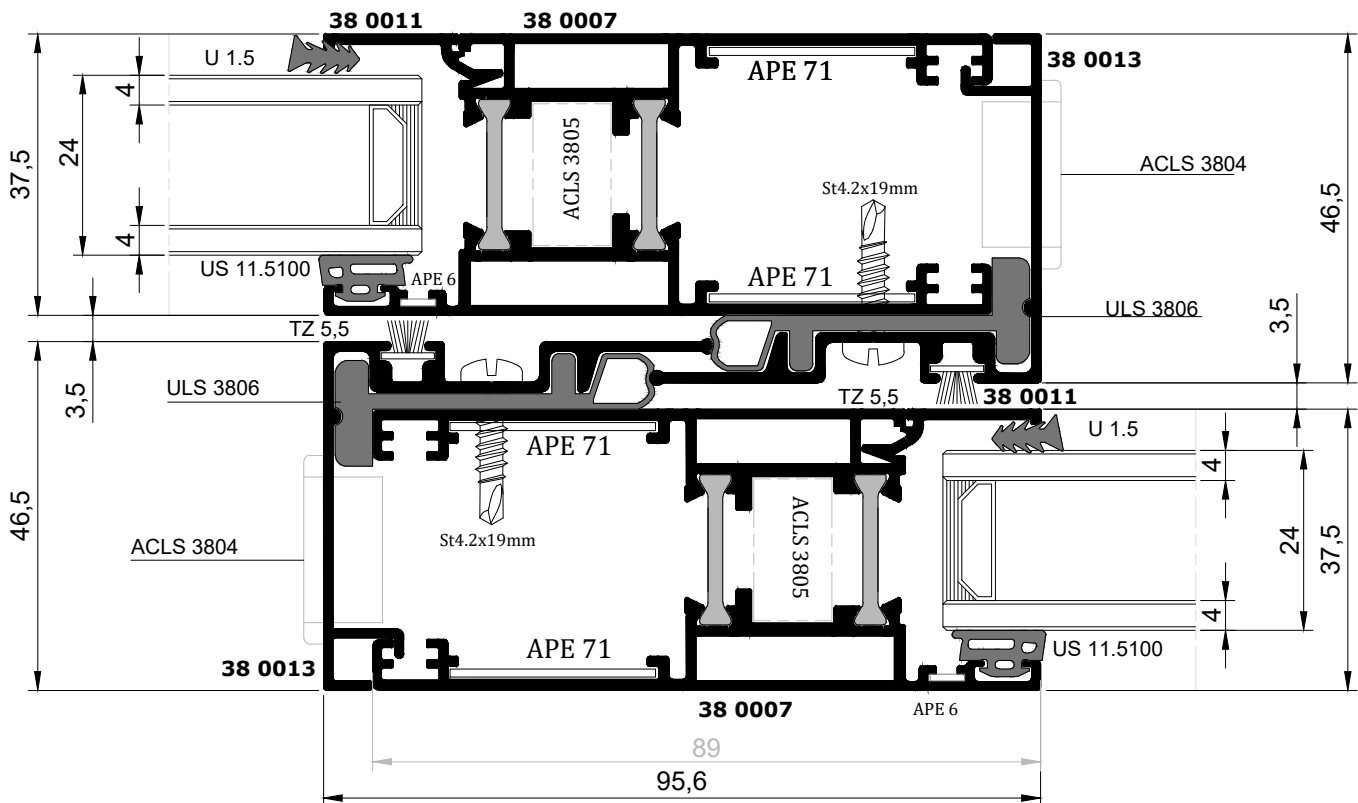 38 0011
38 0007
U 1.5
38 0013
APE 71
4
24
37,5
ACLS 3805
ACLS 3804
St4.2x19mm
46,5
4
US 11.5100
APE 6
APE 71
ULS 3806
3,5
TZ 5,5
ULS 3806
3,5
TZ 5,5
38 0011
U 1.5
APE 71
4
46,5
ACLS 3805
St4.2x19mm
ACLS 3804
24
37,5
4
APE 71
US 11.5100
38 0013
38 0007
APE 6
89
95,6